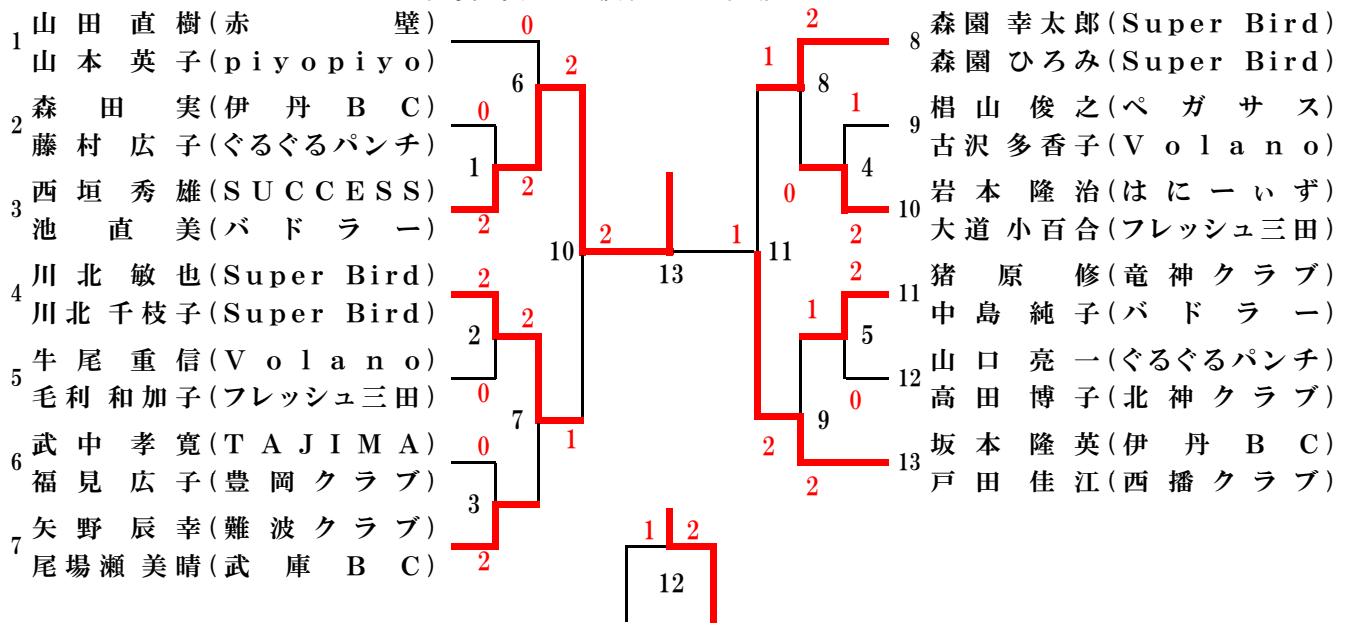 1 山田 直樹(赤 壁)
山本 英子(piyopiyo)
2 森田 実(伊丹BC)
藤村 広子(ぐるぐるパンチ)
3 西垣 秀雄(SUCCESS)
池 直美(バドラー)
4 川北 敏也(Super Bird)
川北 千枝子(Super Bird)
5 牛尾 重信(Volano)
毛利 和加子(フレッシュ三田)
6 武中 孝寛(TAJIMA)
福見 広子(豊岡クラブ)
7 矢野 辰幸(難波クラブ)
尾場瀬 美晴(武庫BC)
0
6
2
0
1
2
2
2
2
2
0
7
1
0
3
2
10
2
13
1
11
1 2
12
2
1
8
1
4
0
2
2
1
5
0
9
2
2
8 森園 幸太郎(Super Bird)
森園 ひろみ(Super Bird)
9 椙山 俊之(ペガサス)
古沢 多香子(Volano)
10 岩本 隆治(はにーぃず)
大道 小百合(フレッシュ三田)
11 猪原 修(竜神クラブ)
中島 純子(バドラー)
12 山口 亮一(ぐるぐるパンチ)
高田 博子(北神クラブ)
13 坂本 隆英(伊丹BC)
戸田 佳江(西播クラブ)